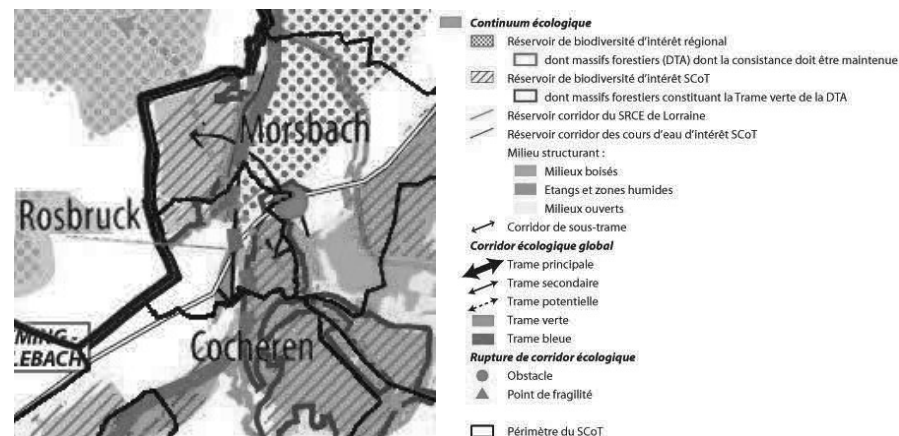 Morsbach
Rosbruck
MING -
LEBACH
Cocheren
Continuum écologique
Réservoir de biodiversité d'intérêt régional
dont massifs forestiers (DTA) dont la consistance doit être maintenue
Réservoir de biodiversité d'intérêt SCoT
dont massifs forestiers constituant la Trame verte de la DTA
Réservoir corridor du SRCE de Lorraine
Réservoir corridor des cours d'eau d'intérêt SCoT
Milieu structurant :
Milieux boisés
Etangs et zones humides
Milieux ouverts
Corridor de sous-trame
Corridor écologique global
Trame principale
Trame secondaire
Trame potentielle
Trame verte
Trame bleue
Rupture de corridor écologique
Obstacle
Point de fragilité
Périmètre du SCoT